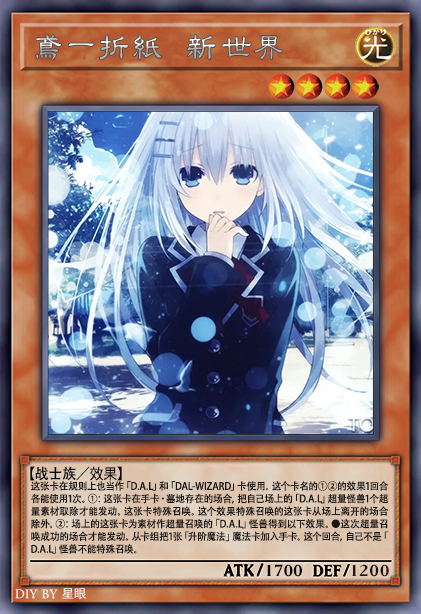 鳶一折紙 新世界
ひかり
光
【战士族／效果】
这张卡在规则上也当作「D.A.L」和「DAL-WIZARD」卡使用。这个卡名的①②的效果1回合
各能使用1次。①：这张卡在手卡·墓地存在的场合，把自己场上的「D.A.L」超量怪兽1个超
量素材取除才能发动。这张卡特殊召唤。这个效果特殊召唤的这张卡从场上离开的场合
除外。②：场上的这张卡为素材作超量召唤的「D.A.L」怪兽得到以下效果。●这次超量召
唤成功的场合才能发动。从卡组把1张「升阶魔法」魔法卡加入手卡。这个回合，自己不是「
D.A.L」怪兽不能特殊召唤。
ATK/1700 DEF/1200
DIY BY 星眼
TC